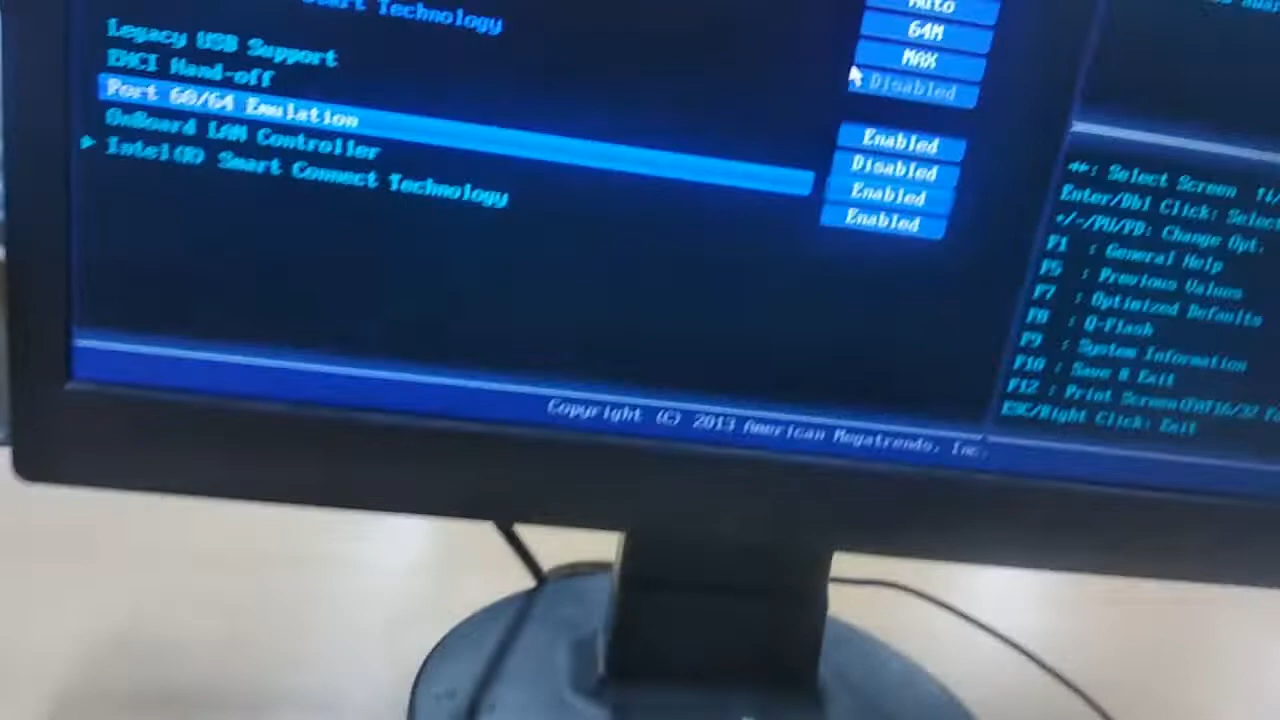 Smart Technology
Auto
64M
MAX
Disabled
Legacy USB Support
Enabled
EHCI Hand-off
Disabled
Port 60/64 Emulation
Enabled
OnBoard LAN Controller
Enabled
Intel(R) Smart Connect Technology
: Select Screen
Enter/Dbl Click: Select
+/-/PU/PD: Change Opt.
F1 : General Help
F5 : Previous Values
F7 : Optimized Defaults
F8 : Q-Flash
F9 : System Information
F10 : Save & Exit
F12 : Print Screen(FAT16/32
ESC/Right Click: Exit
Copyright (C) 2013 American Megatrends, Inc.